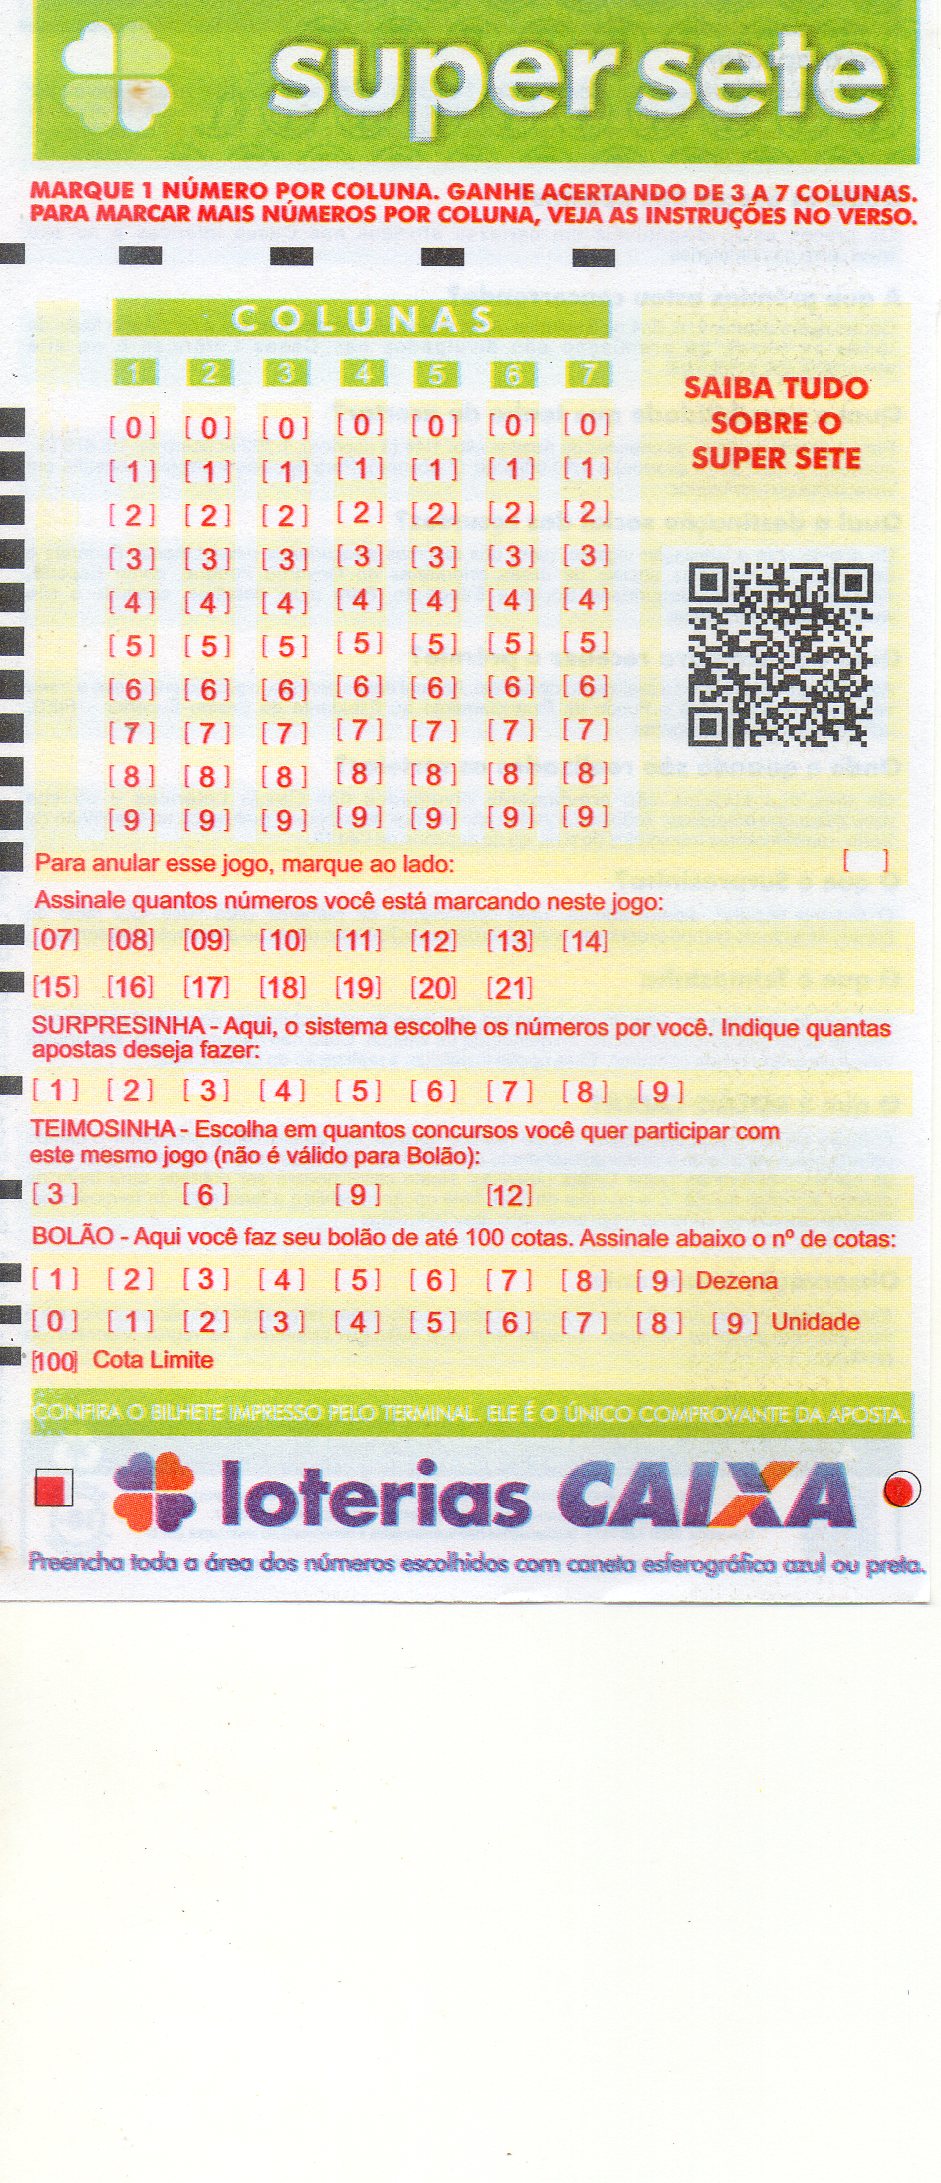 super sete
MARQUE 1 NÚMERO POR COLUNA. GANHE ACERTANDO DE 3 A 7 COLUNAS.
PARA MARCAR MAIS NÚMEROS POR COLUNA, VEJA AS INSTRUÇÕES NO VERSO.
COLUNAS
1 2 3 4 5 6 7
[0] [0] [0] [0] [0] [0] [0]
[1] [1] [1] [1] [1] [1] [1]
[2] [2] [2] [2] [2] [2] [2]
[3] [3] [3] [3] [3] [3] [3]
[4] [4] [4] [4] [4] [4] [4]
[5] [5] [5] [5] [5] [5] [5]
[6] [6] [6] [6] [6] [6] [6]
[7] [7] [7] [7] [7] [7] [7]
[8] [8] [8] [8] [8] [8] [8]
[9] [9] [9] [9] [9] [9] [9]
SAIBA TUDO
SOBRE O
SUPER SETE
Para anular esse jogo, marque ao lado: [ ]
Assinale quantos números você está marcando neste jogo:
[07] [08] [09] [10] [11] [12] [13] [14]
[15] [16] [17] [18] [19] [20] [21]
SURPRESINHA - Aqui, o sistema escolhe os números por você. Indique quantas
apostas deseja fazer:
[1] [2] [3] [4] [5] [6] [7] [8] [9]
TEIMOSINHA - Escolha em quantos concursos você quer participar com
este mesmo jogo (não é válido para Bolão):
[3] [6] [9] [12]
BOLÃO - Aqui você faz seu bolão de até 100 cotas. Assinale abaixo o nº de cotas:
[1] [2] [3] [4] [5] [6] [7] [8] [9] Dezena
[0] [1] [2] [3] [4] [5] [6] [7] [8] [9] Unidade
[100] Cota Limite
CONFIRA O BILHETE IMPRESSO PELO TERMINAL. ELE É O ÚNICO COMPROVANTE DA APOSTA.
loterias CAIXA
Preencha toda a área dos números escolhidos com caneta esferográfica azul ou preta.